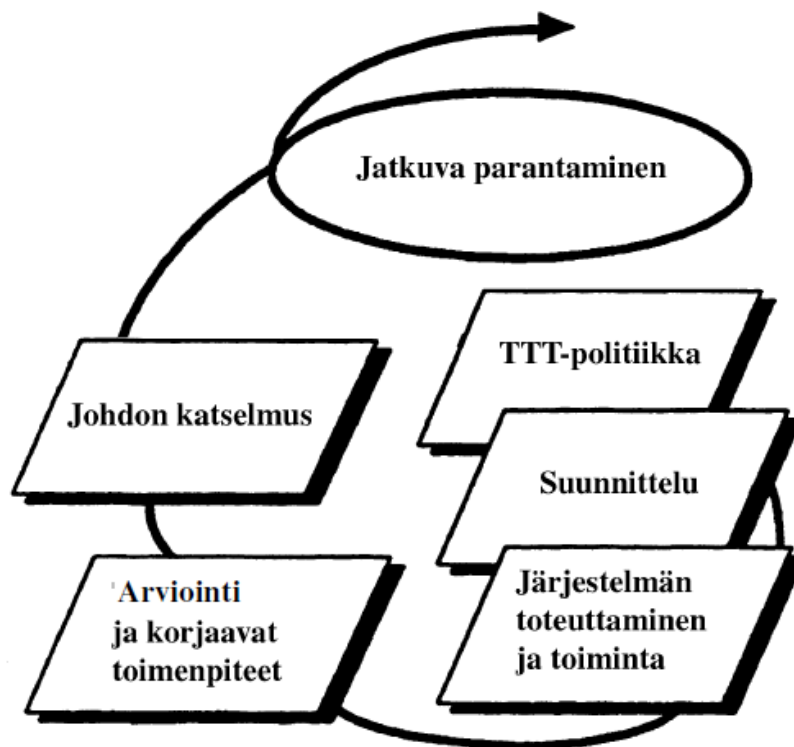 Jatkuva parantaminen
TTT-politiikka
Suunnittelu
Järjestelmän
toteuttaminen
ja toiminta
Arviointi
ja korjaavat
toimenpiteet
Johdon katselmus